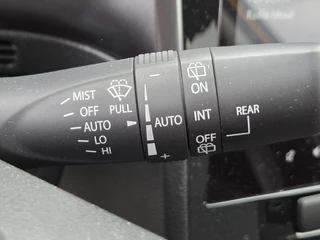 MIST
OFF
PULL
AUTO
LO
HI
−
AUTO
+
ON
INT
OFF
REAR